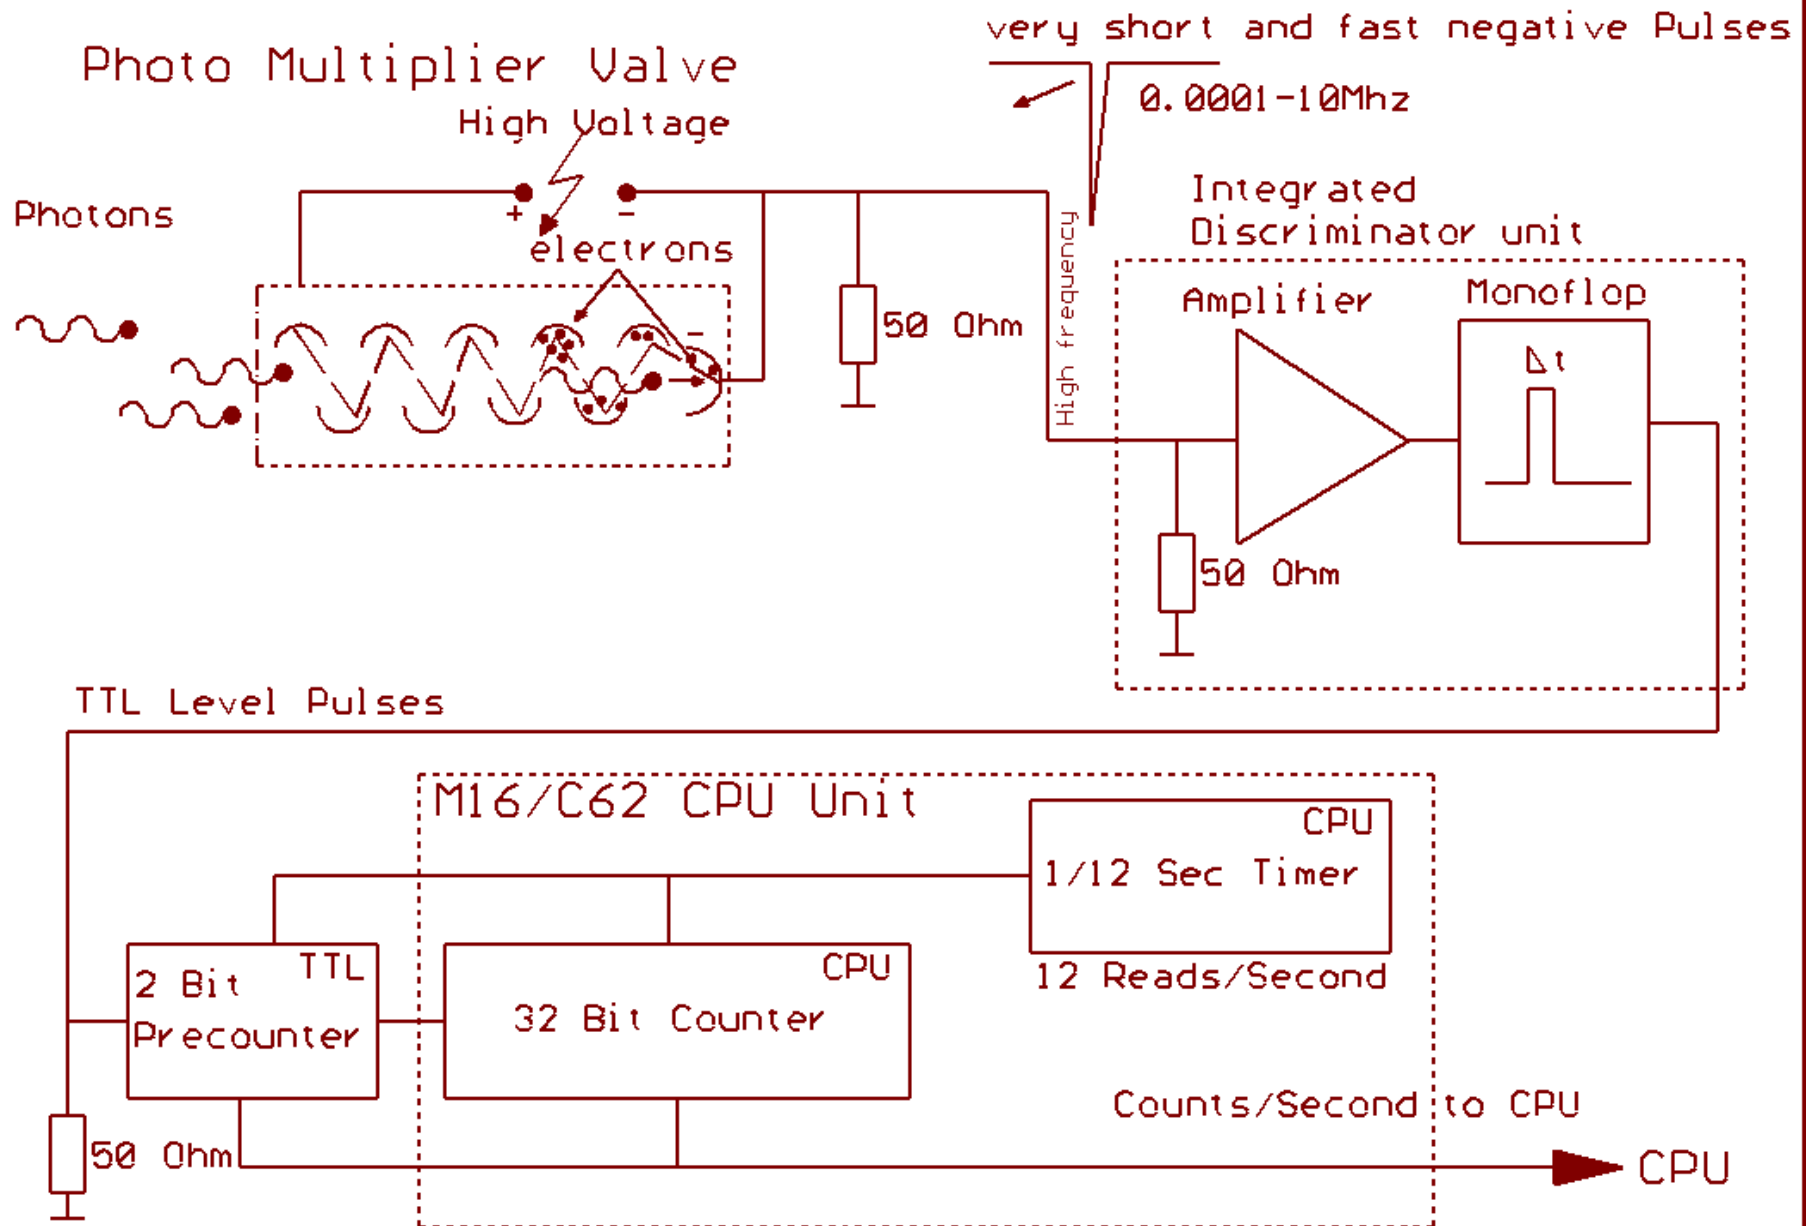 very short and fast negative Pulses
Photo Multiplier Valve
0.0001-10Mhz
High Voltage
Photons
+
-
Integrated
Discriminator unit
electrons
High frequency
Amplifier
Monoflop
50 Ohm
-
Δt
50 Ohm
TTL Level Pulses
M16/C62 CPU Unit
CPU
1/12 Sec Timer
12 Reads/Second
TTL
2 Bit
Precounter
CPU
32 Bit Counter
Counts/Second to CPU
50 Ohm
CPU